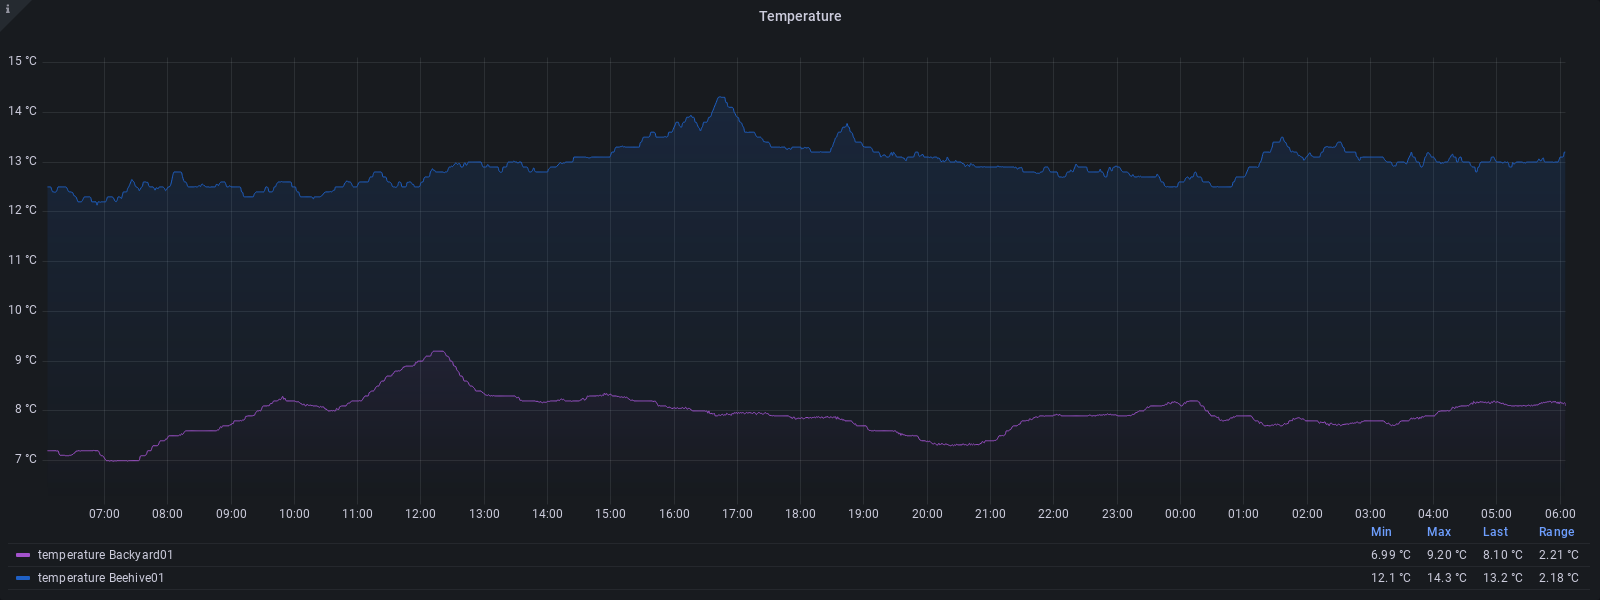 i
Temperature
15 °C
14 °C
13 °C
12 °C
11 °C
10 °C
9 °C
8 °C
7 °C
07:00 08:00 09:00 10:00 11:00 12:00 13:00 14:00 15:00 16:00 17:00 18:00 19:00 20:00 21:00 22:00 23:00 00:00 01:00 02:00 03:00 04:00 05:00 06:00
Min Max Last Range
temperature Backyard01 6.99 °C 9.20 °C 8.10 °C 2.21 °C
temperature Beehive01 12.1 °C 14.3 °C 13.2 °C 2.18 °C